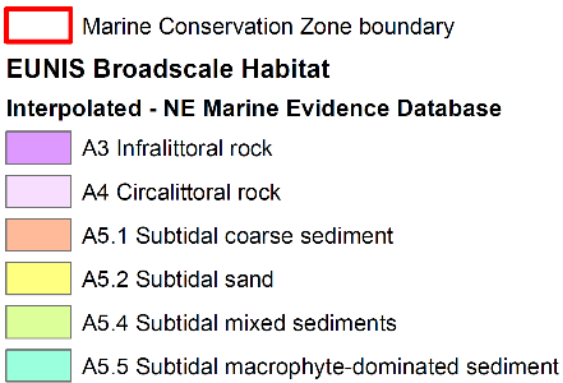 Marine Conservation Zone boundary
EUNIS Broadscale Habitat
Interpolated - NE Marine Evidence Database
A3 Infralittoral rock
A4 Circalittoral rock
A5.1 Subtidal coarse sediment
A5.2 Subtidal sand
A5.4 Subtidal mixed sediments
A5.5 Subtidal macrophyte-dominated sediment